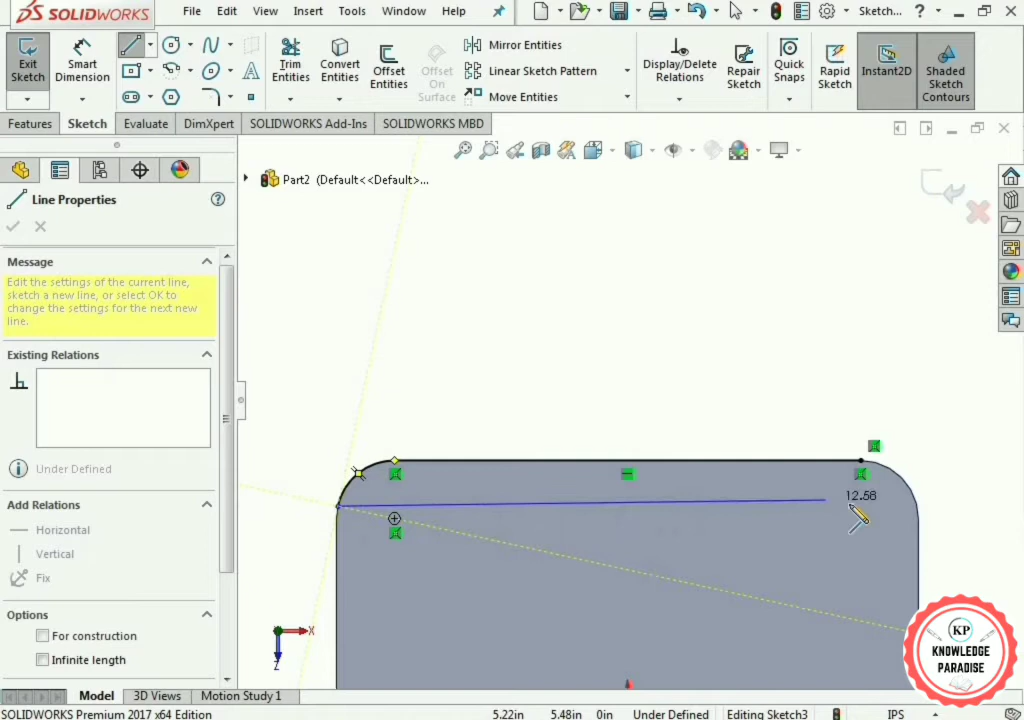 SOLIDWORKS
File Edit View Insert Tools Window Help
Sketch... ?
Exit Sketch
Smart Dimension
Trim Entities
Convert Entities
Offset Entities
Offset On Surface
Mirror Entities
Linear Sketch Pattern
Move Entities
Display/Delete Relations
Repair Sketch
Quick Snaps
Rapid Sketch
Instant2D
Shaded Sketch Contours
Features Sketch Evaluate DimXpert SOLIDWORKS Add-Ins SOLIDWORKS MBD
Part2 (Default<<Default>...
Line Properties
Message
Edit the settings of the current line,
sketch a new line, or select OK to
change the settings for the next new
line.
Existing Relations
Under Defined
Add Relations
Horizontal
Vertical
Fix
Options
For construction
Infinite length
12.58
X
Z
KP
KNOWLEDGE
PARADISE
Model 3D Views Motion Study 1
SOLIDWORKS Premium 2017 x64 Edition 5.22in 5.48in 0in Under Defined Editing Sketch3 IPS